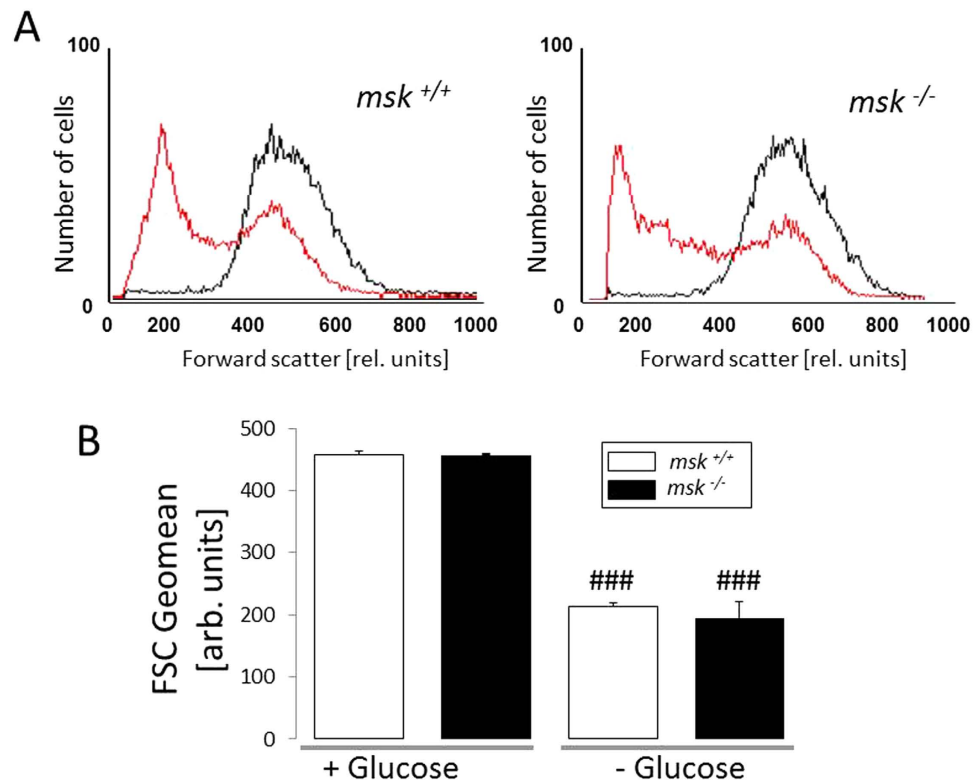 A
100
Number of cells
0
msk +/+
0 200 400 600 800 1000
Forward scatter [rel. units]
100
Number of cells
0
msk -/-
0 200 400 600 800 1000
Forward scatter [rel. units]
B
FSC Geomean
[arb. units]
500
400
300
200
100
0
msk +/+
msk -/-
### ###
+ Glucose - Glucose